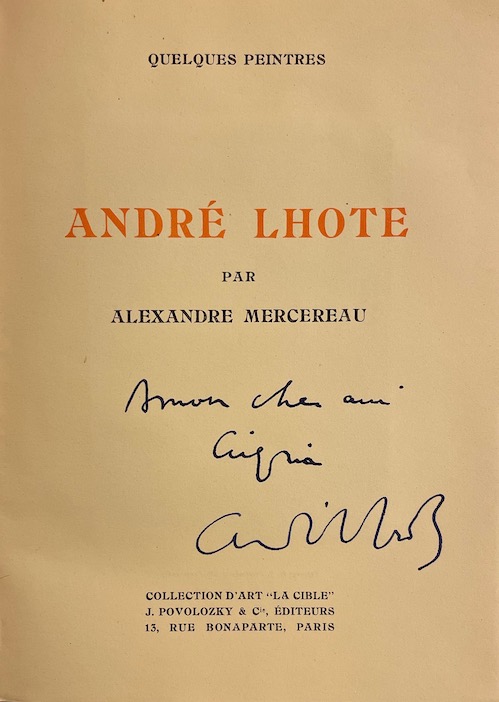 QUELQUES PEINTRES
ANDRÉ LHOTE
PAR
ALEXANDRE MERCEREAU
A mon cher ami
Cingria
COLLECTION D'ART "LA CIBLE"
J. POVOLOZKY & Cie, ÉDITEURS
13, RUE BONAPARTE, PARIS